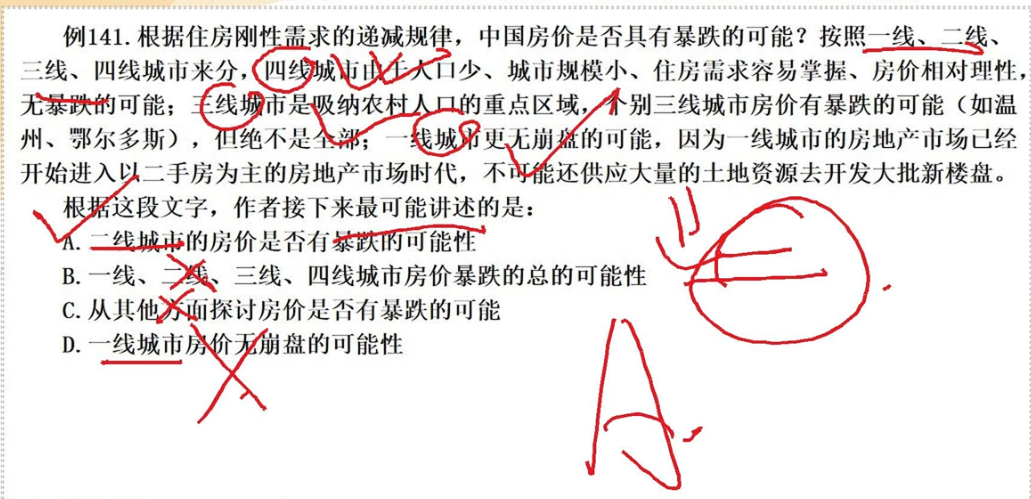 例141.根据住房刚性需求的递减规律，中国房价是否具有暴跌的可能？按照一线、二线、
三线、四线城市来分，四线城市由于人口少、城市规模小、住房需求容易掌握、房价相对理性，
无暴跌的可能；三线城市是吸纳农村人口的重点区域，个别三线城市房价有暴跌的可能（如温
州、鄂尔多斯），但绝不是全部；一线城市更无崩盘的可能，因为一线城市的房地产市场已经
开始进入以二手房为主的房地产市场时代，不可能还供应大量的土地资源去开发大批新楼盘。
根据这段文字，作者接下来最可能讲述的是：
A.二线城市的房价是否有暴跌的可能性
B.一线、二线、三线、四线城市房价暴跌的总的可能性
C.从其他方面探讨房价是否有暴跌的可能
D.一线城市房价无崩盘的可能性
A